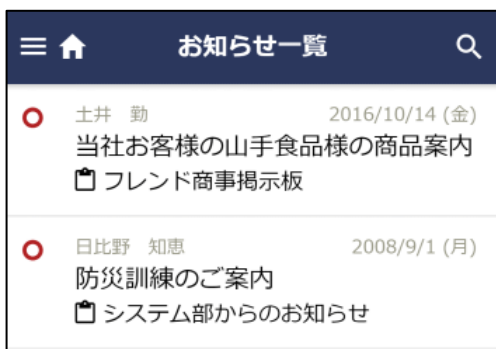 お知らせ一覧
土井 勤 2016/10/14 (金)
当社お客様の山手食品様の商品案内
フレンド商事掲示板
日比野 知恵 2008/9/1 (月)
防災訓練のご案内
システム部からのお知らせ